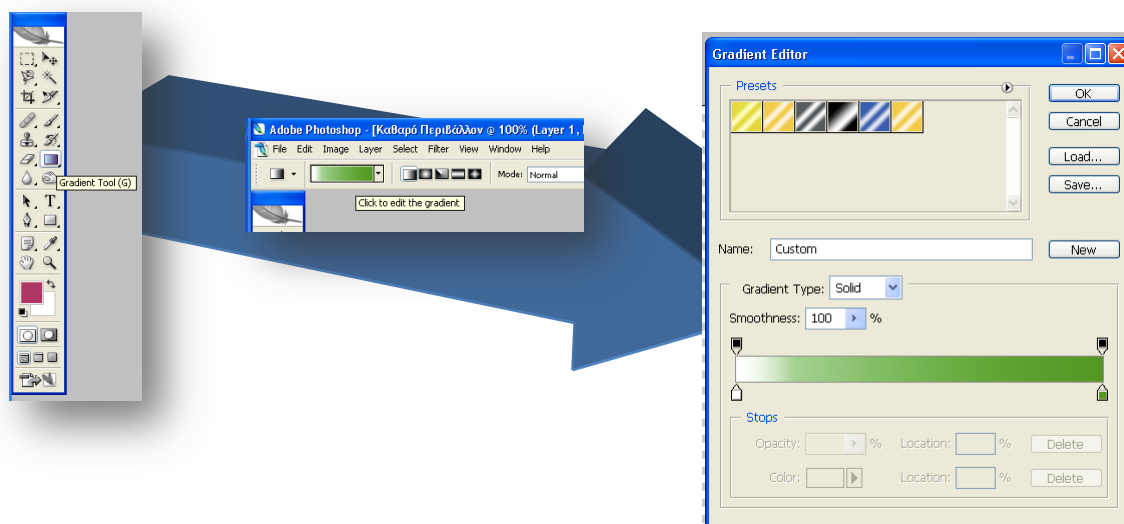 Gradient Tool (G)
Adobe Photoshop - [Καθαρό Περιβάλλον @ 100% (Layer 1,
File Edit Image Layer Select Filter View Window Help
Mode: Normal
Click to edit the gradient
Gradient Editor
Presets
OK
Cancel
Load...
Save...
Name: Custom
New
Gradient Type: Solid
Smoothness: 100 %
Stops
Opacity: % Location: % Delete
Color: Location: % Delete